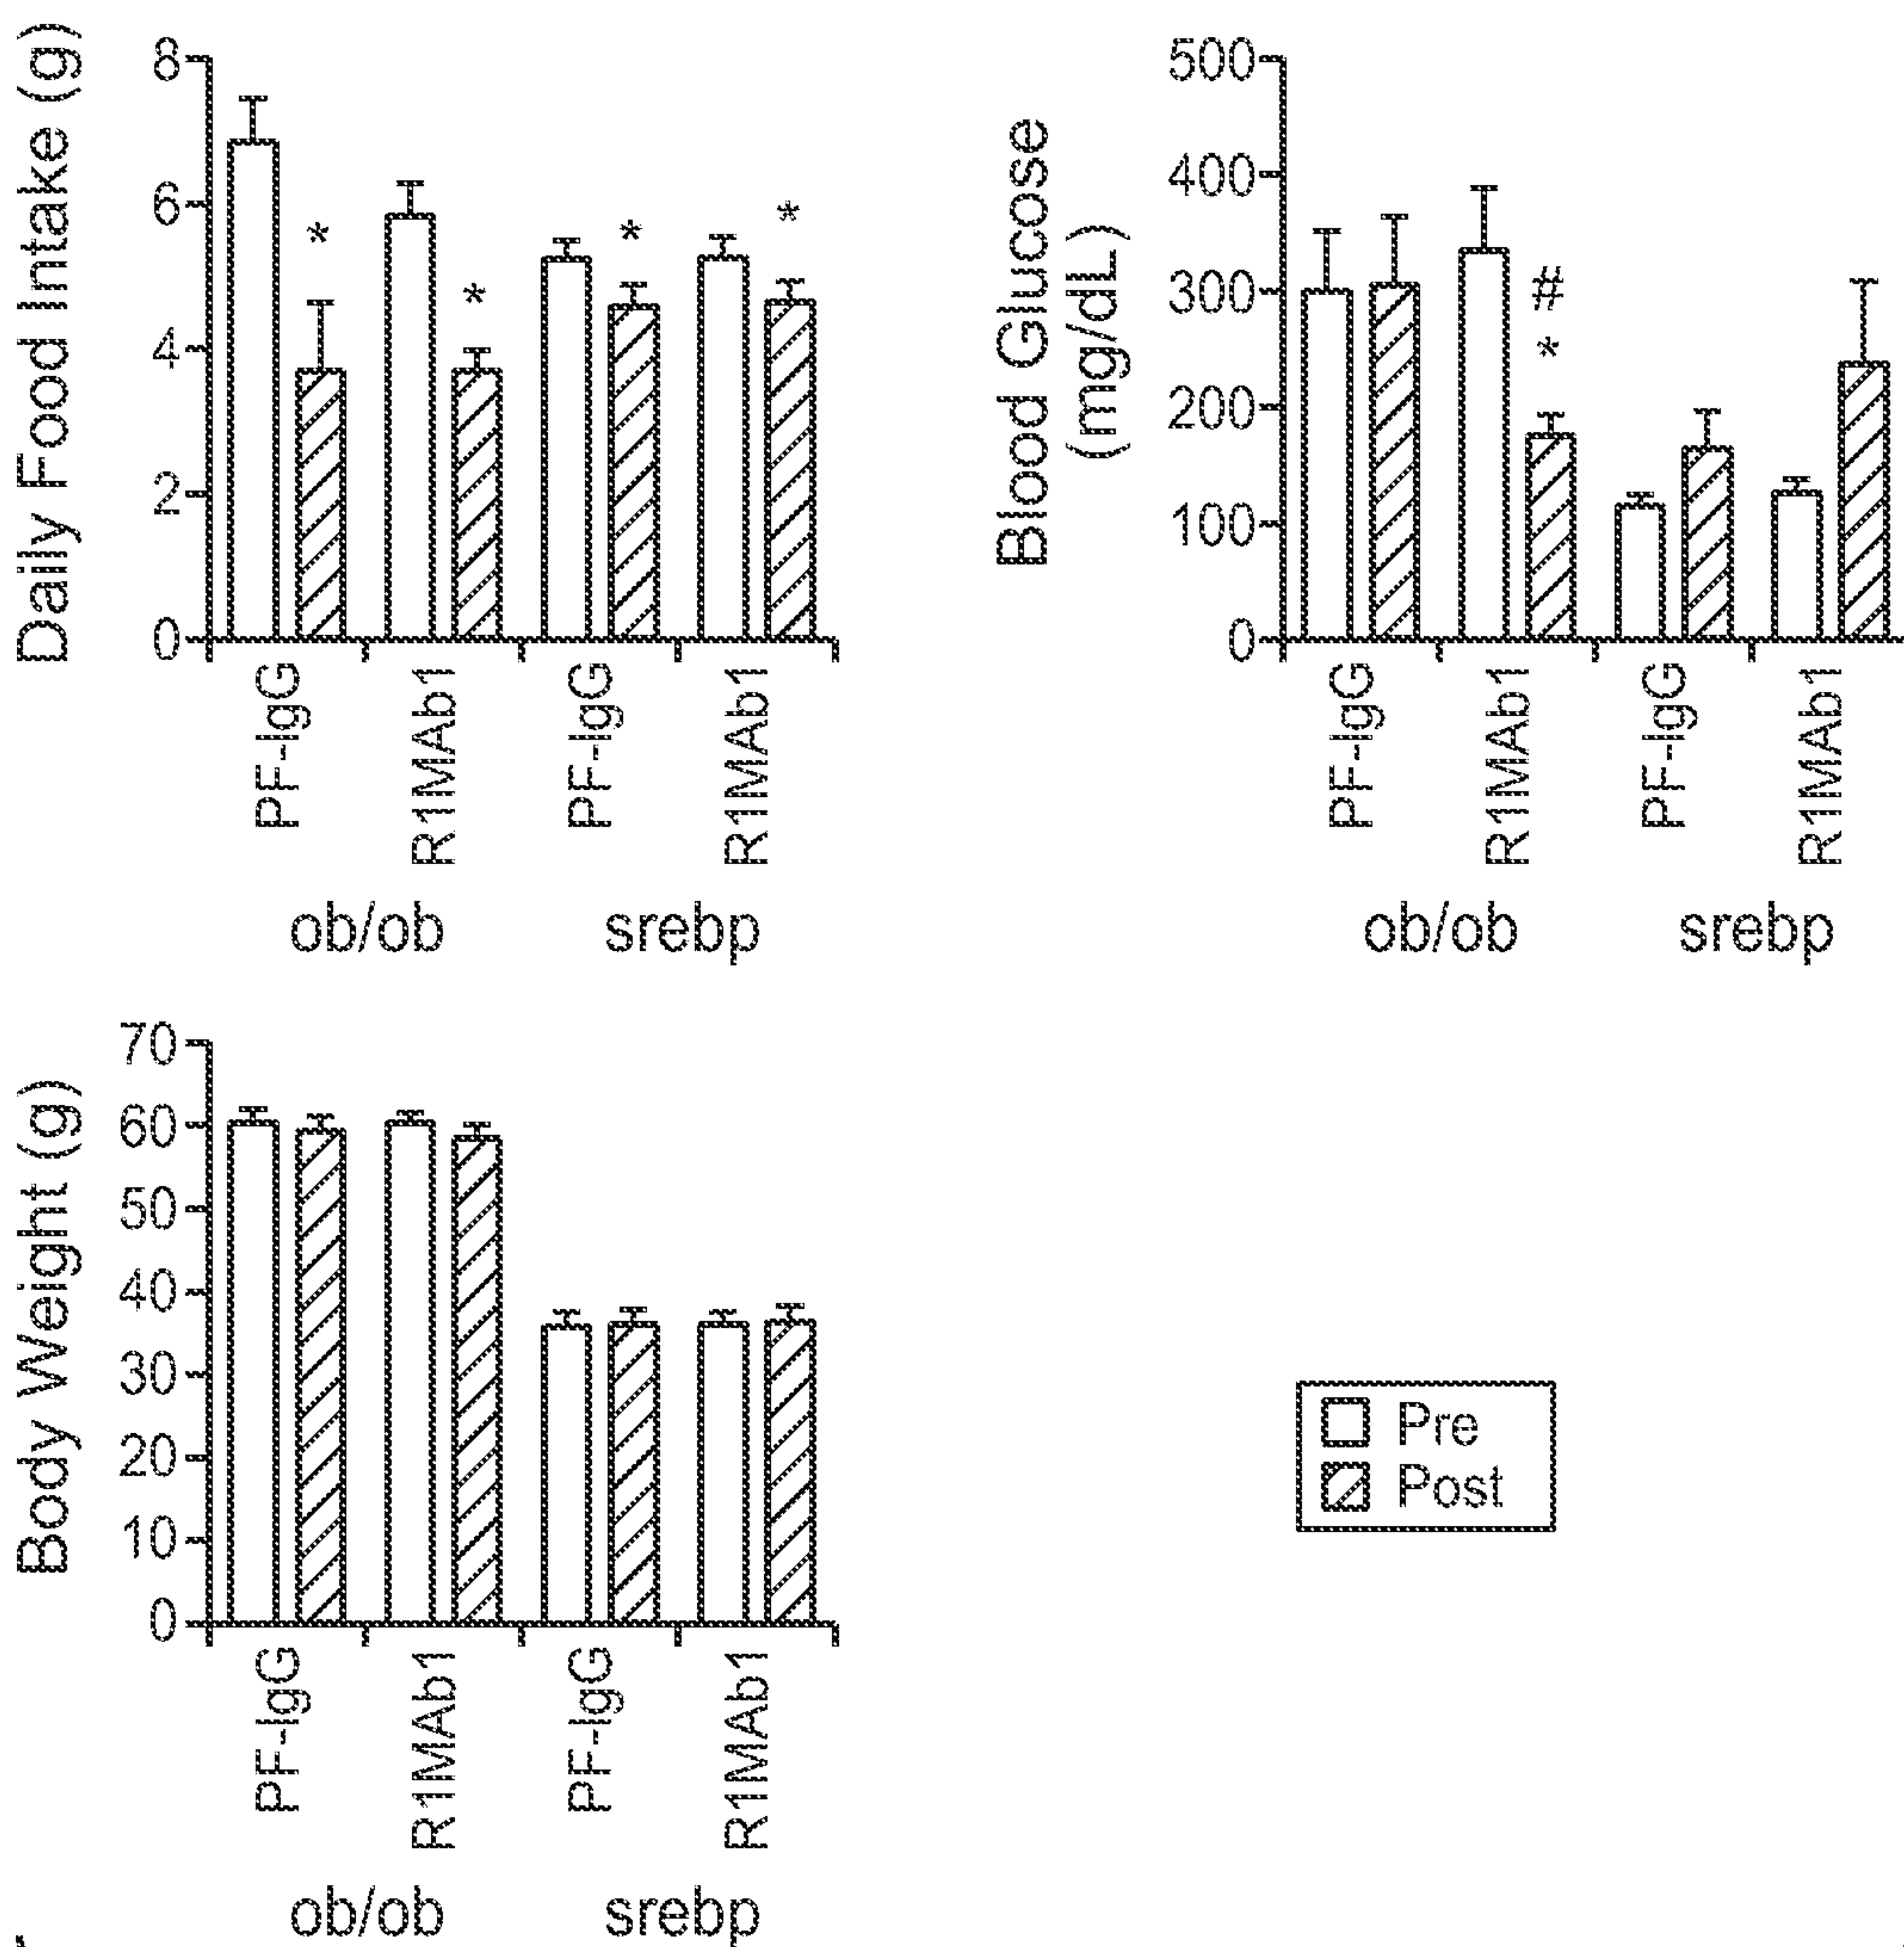 Daily Food Intake (g)
8
6
4
2
0
*
*
*
*
PF-IgG
R1MAb1
PF-IgG
R1MAb1
ob/ob
srebp
Blood Glucose
(mg/dL)
500
400
300
200
100
0
#
*
PF-IgG
R1MAb1
PF-IgG
R1MAb1
ob/ob
srebp
Body Weight (g)
70
60
50
40
30
20
10
0
PF-IgG
R1MAb1
PF-IgG
R1MAb1
ob/ob
srebp
Pre
Post